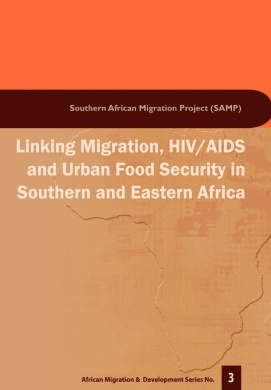 Southern African Migration Project (SAMP)
Linking Migration, HIV/AIDS
and Urban Food Security in
Southern and Eastern Africa
African Migration & Development Series No. 3